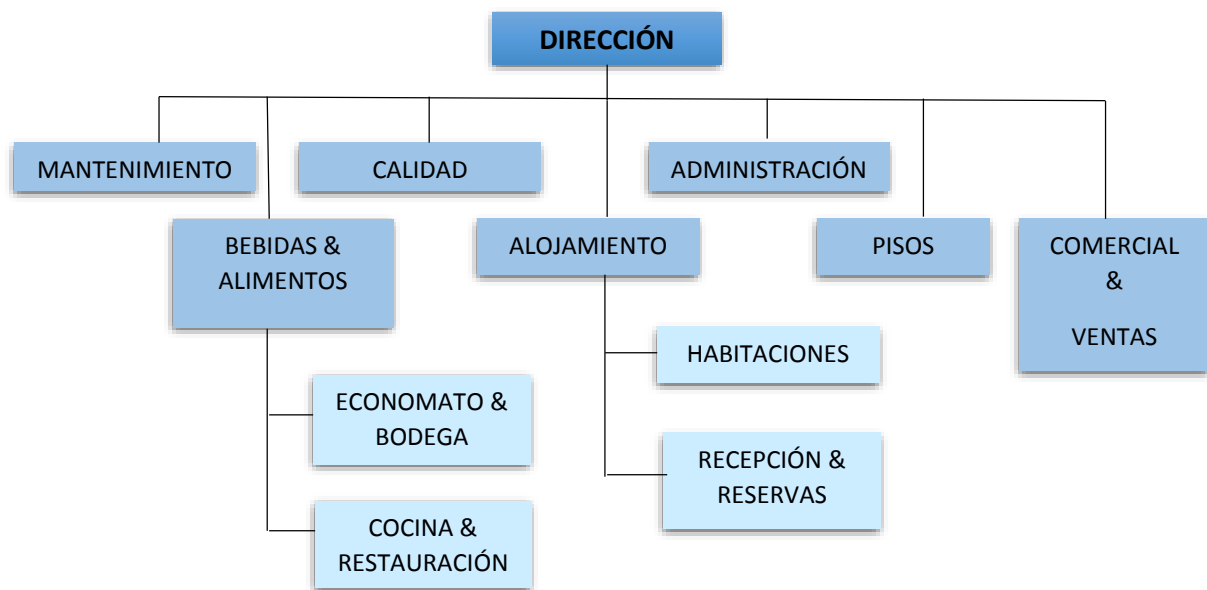 DIRECCIÓN
MANTENIMIENTO
CALIDAD
ADMINISTRACIÓN
BEBIDAS &
ALIMENTOS
ALOJAMIENTO
PISOS
COMERCIAL
&
VENTAS
HABITACIONES
ECONOMATO &
BODEGA
RECEPCIÓN &
RESERVAS
COCINA &
RESTAURACIÓN